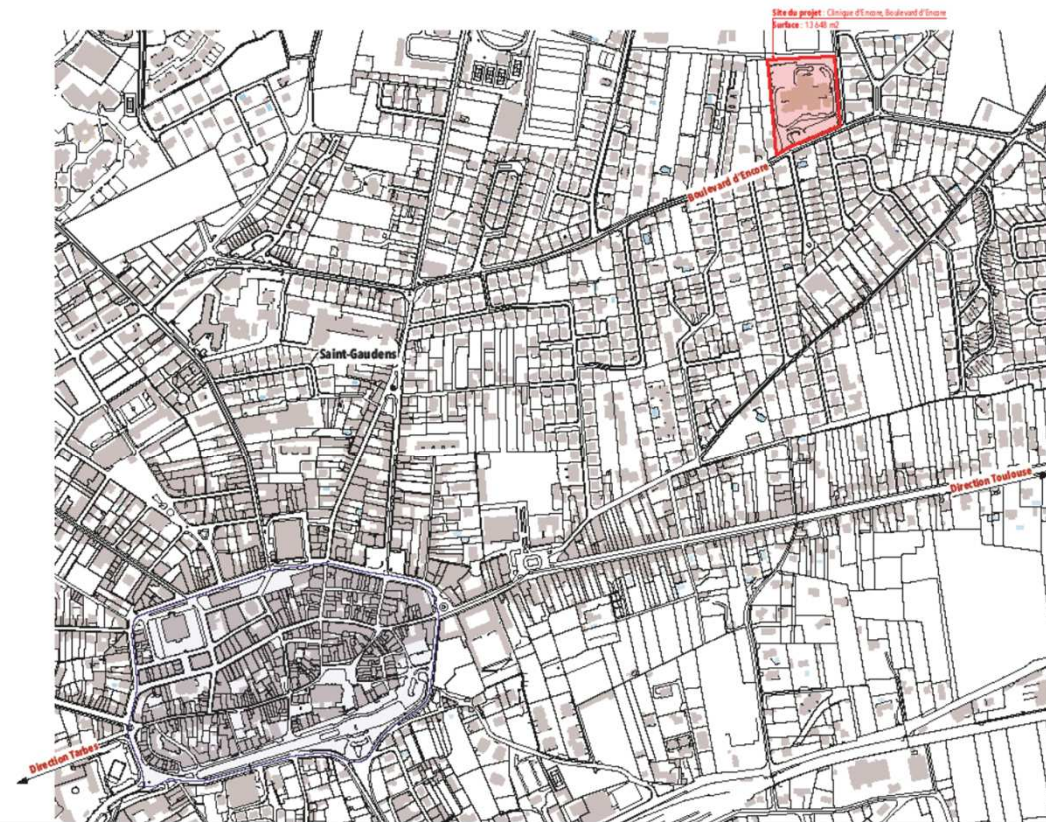 Site du projet : Clinique d'Encore, Boulevard d'Encore
Surface : 13 648 m2
Boulevard d'Encore
Saint-Gaudens
Direction Toulouse
Direction Tarbes